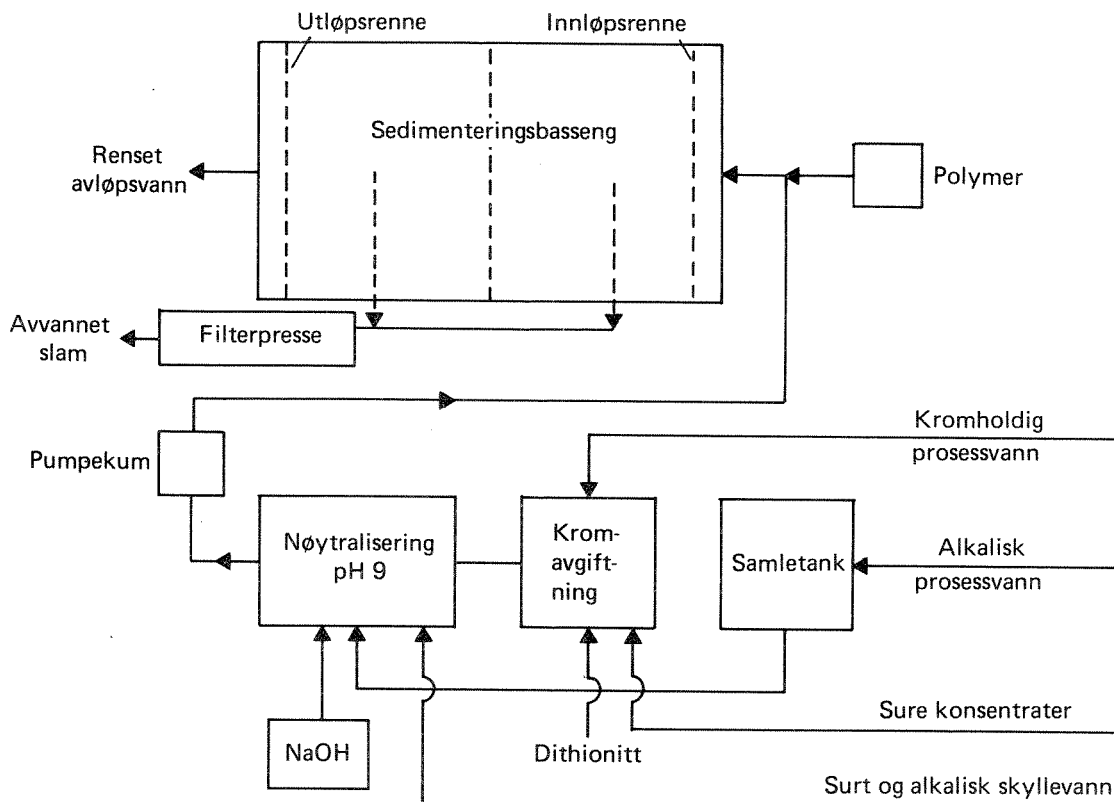 Utløpsrenne
Innløpsrenne
Sedimenteringsbasseng
Renset
avløpsvann
Polymer
Avvannet
slam
Filterpresse
Pumpekum
Kromholdig
prosessvann
Nøytralisering
pH 9
Krom-
avgift-
ning
Samletank
Alkalisk
prosessvann
Sure konsentrater
NaOH
Dithionitt
Surt og alkalisk skyllevann